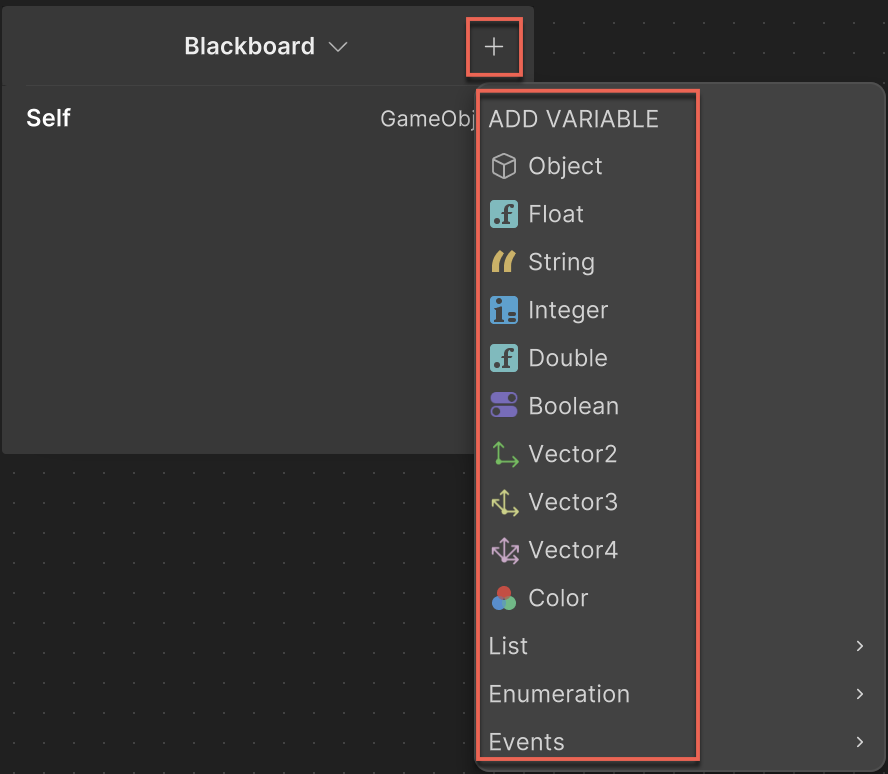 Blackboard
Self GameObj
ADD VARIABLE
Object
Float
String
Integer
Double
Boolean
Vector2
Vector3
Vector4
Color
List
Enumeration
Events